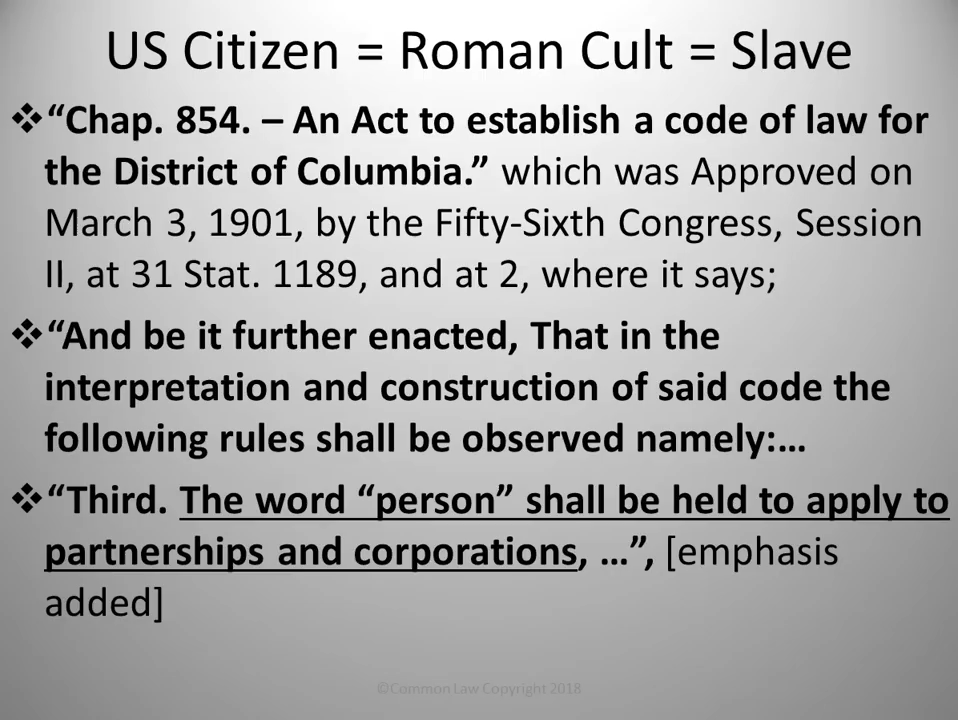 US Citizen = Roman Cult = Slave
❖“Chap. 854. – An Act to establish a code of law for
the District of Columbia.” which was Approved on
March 3, 1901, by the Fifty-Sixth Congress, Session
II, at 31 Stat. 1189, and at 2, where it says;
❖“And be it further enacted, That in the
interpretation and construction of said code the
following rules shall be observed namely:…
❖“Third. The word “person” shall be held to apply to
partnerships and corporations, …”, [emphasis
added]
©Common Law Copyright 2018